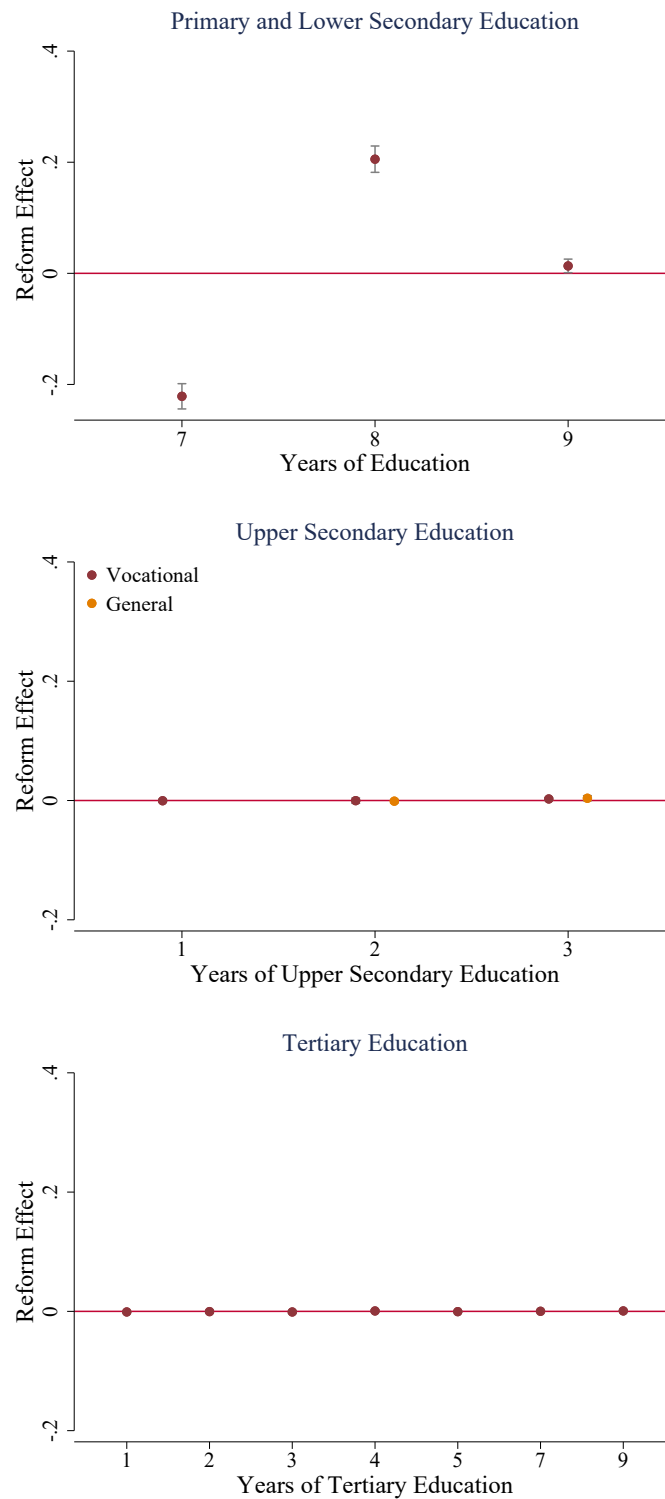 Primary and Lower Secondary Education
Reform Effect
.4
.2
0
-.2
7 8 9
Years of Education
Upper Secondary Education
Vocational
General
Reform Effect
.4
.2
0
-.2
1 2 3
Years of Upper Secondary Education
Tertiary Education
Reform Effect
.4
.2
0
-.2
1 2 3 4 5 7 9
Years of Tertiary Education